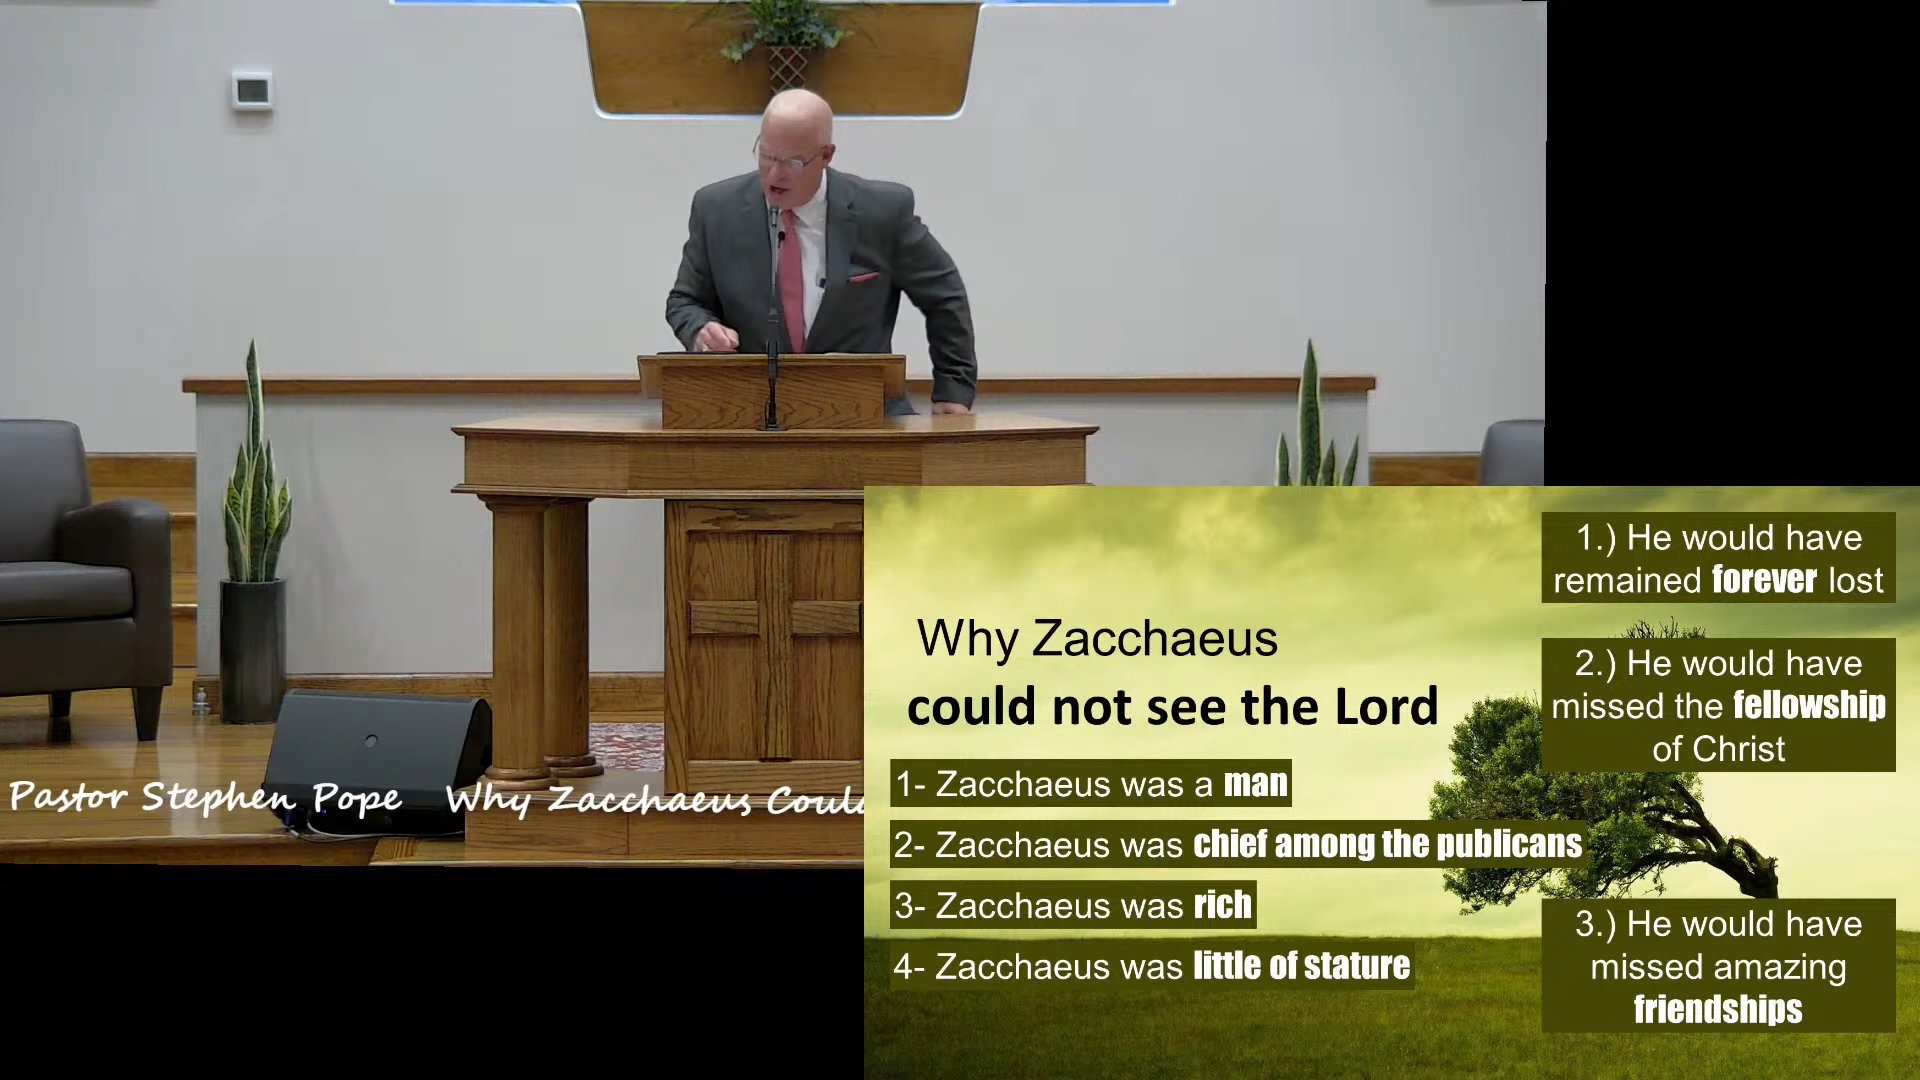 Pastor Stephen Pope Why Zacchaeus Could
Why Zacchaeus
could not see the Lord
1- Zacchaeus was a man
2- Zacchaeus was chief among the publicans
3- Zacchaeus was rich
4- Zacchaeus was little of stature
1.) He would have
remained forever lost
2.) He would have
missed the fellowship
of Christ
3.) He would have
missed amazing
friendships